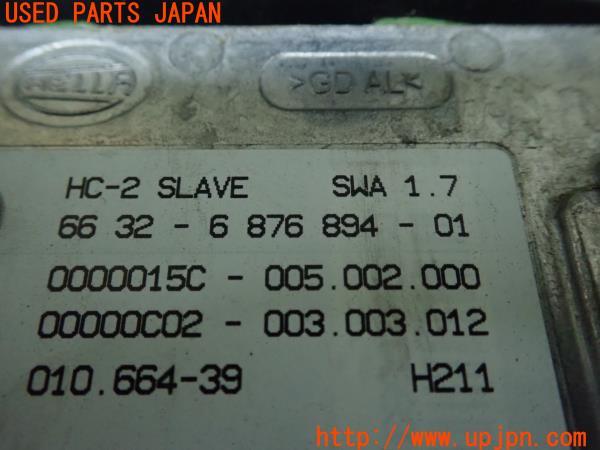 USED PARTS JAPAN
HELLA
>GD AL<
HC-2 SLAVE SWA 1.7
66 32 - 6 876 894 - 01
0000015C - 005.002.000
00000C02 - 003.003.012
010.664-39 H211
UPJ
http://www.upjpn.com/